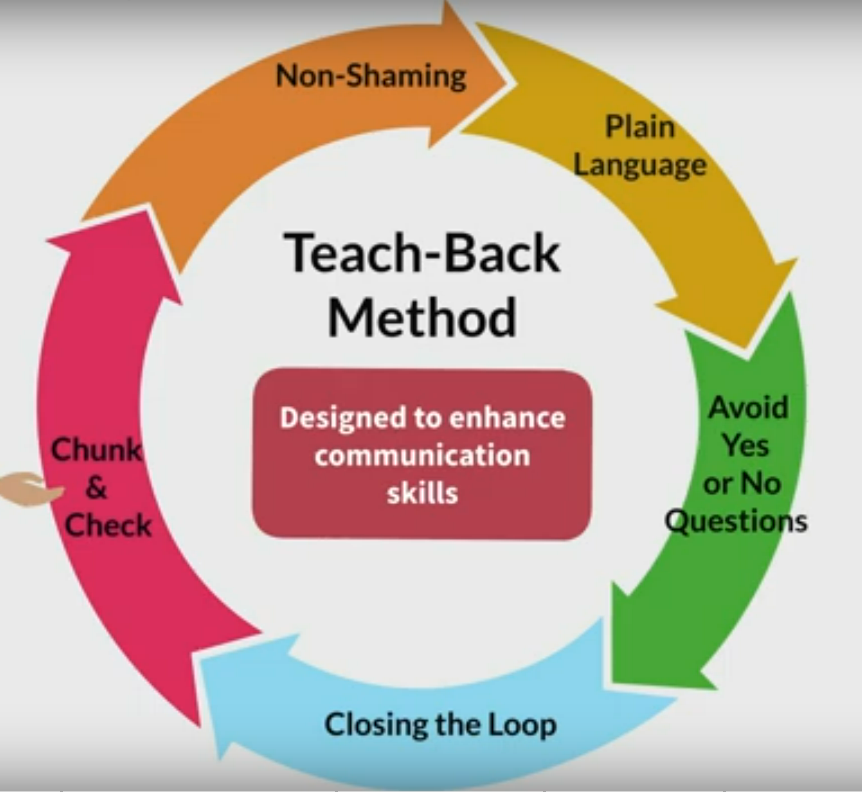 Non-Shaming
Plain
Language
Teach-Back
Method
Designed to enhance
communication
skills
Avoid
Yes
or No
Questions
Chunk
&
Check
Closing the Loop